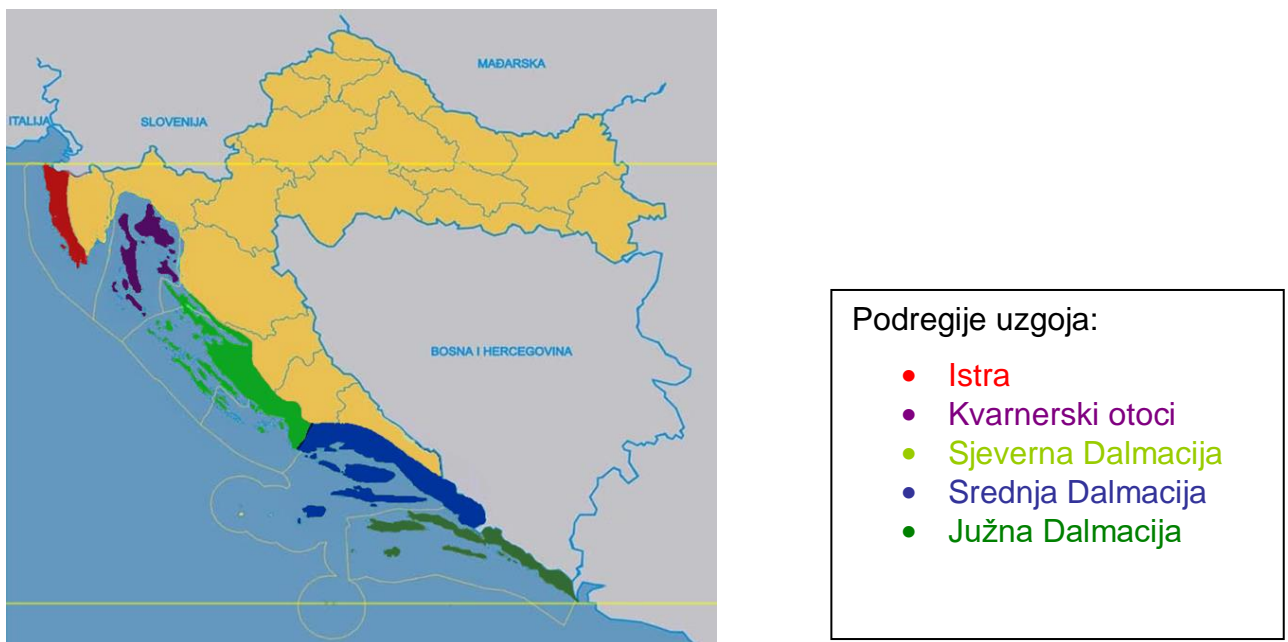 MAĐARSKA
ITALIJA
SLOVENIJA
BOSNA I HERCEGOVINA
Podregije uzgoja:
• Istra
• Kvarnerski otoci
• Sjeverna Dalmacija
• Srednja Dalmacija
• Južna Dalmacija